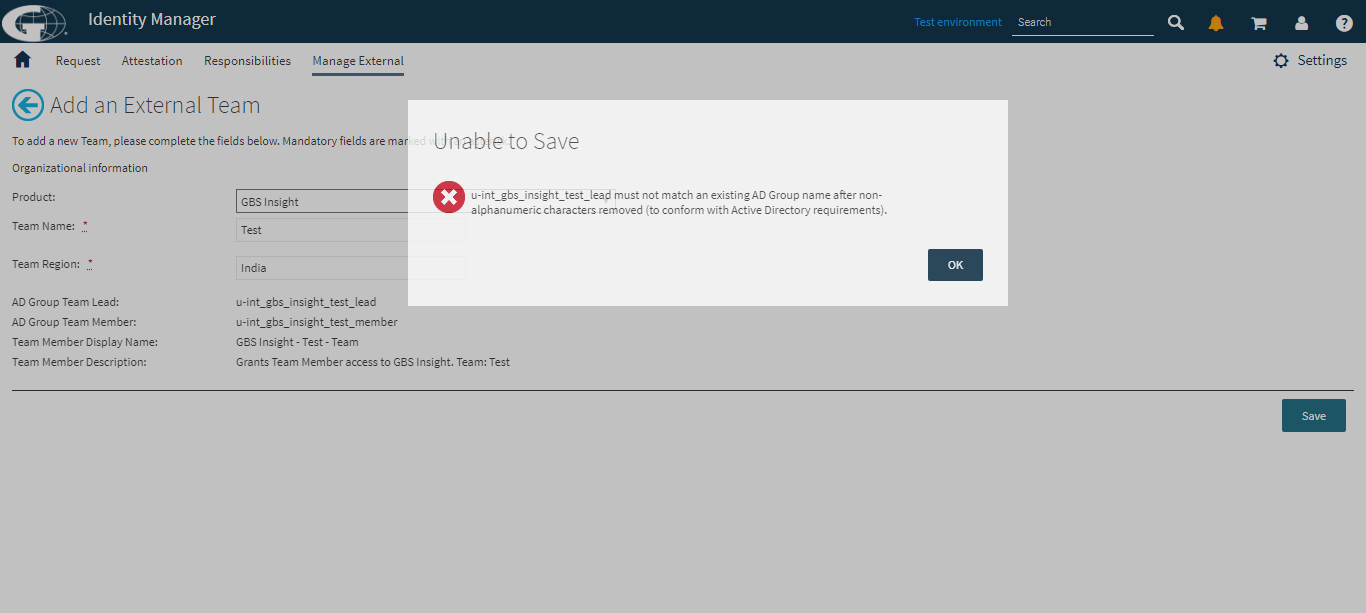 Identity Manager
Test environment
Search
Request
Attestation
Responsibilities
Manage External
Settings
Add an External Team
To add a new Team, please complete the fields below. Mandatory fields are marked
Organizational information
Product:
GBS Insight
Team Name: *
Test
Team Region: *
India
AD Group Team Lead:
u-int_gbs_insight_test_lead
AD Group Team Member:
u-int_gbs_insight_test_member
Team Member Display Name:
GBS Insight - Test - Team
Team Member Description:
Grants Team Member access to GBS Insight. Team: Test
Save
Unable to Save
u-int_gbs_insight_test_lead must not match an existing AD Group name after non-
alphanumeric characters removed (to conform with Active Directory requirements).
OK